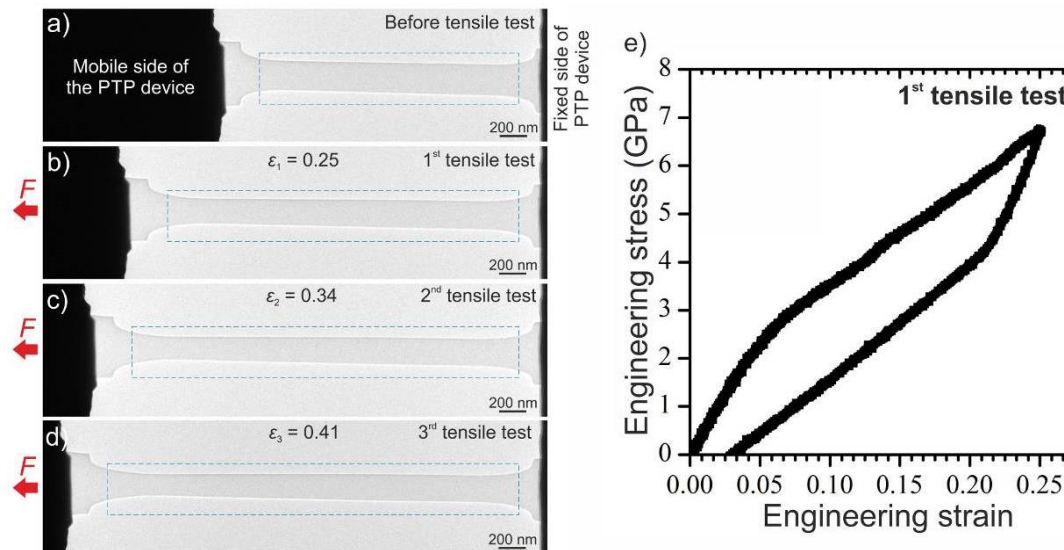 a)
Before tensile test
Mobile side of
the PTP device
Fixed side of
PTP device
200 nm
b)
ε₁ = 0.25
1ˢᵗ tensile test
F
200 nm
c)
ε₂ = 0.34
2ⁿᵈ tensile test
F
200 nm
d)
ε₃ = 0.41
3ʳᵈ tensile test
F
200 nm
e)
1ˢᵗ tensile test
Engineering stress (GPa)
8
7
6
5
4
3
2
1
0
0.00 0.05 0.10 0.15 0.20 0.25
Engineering strain